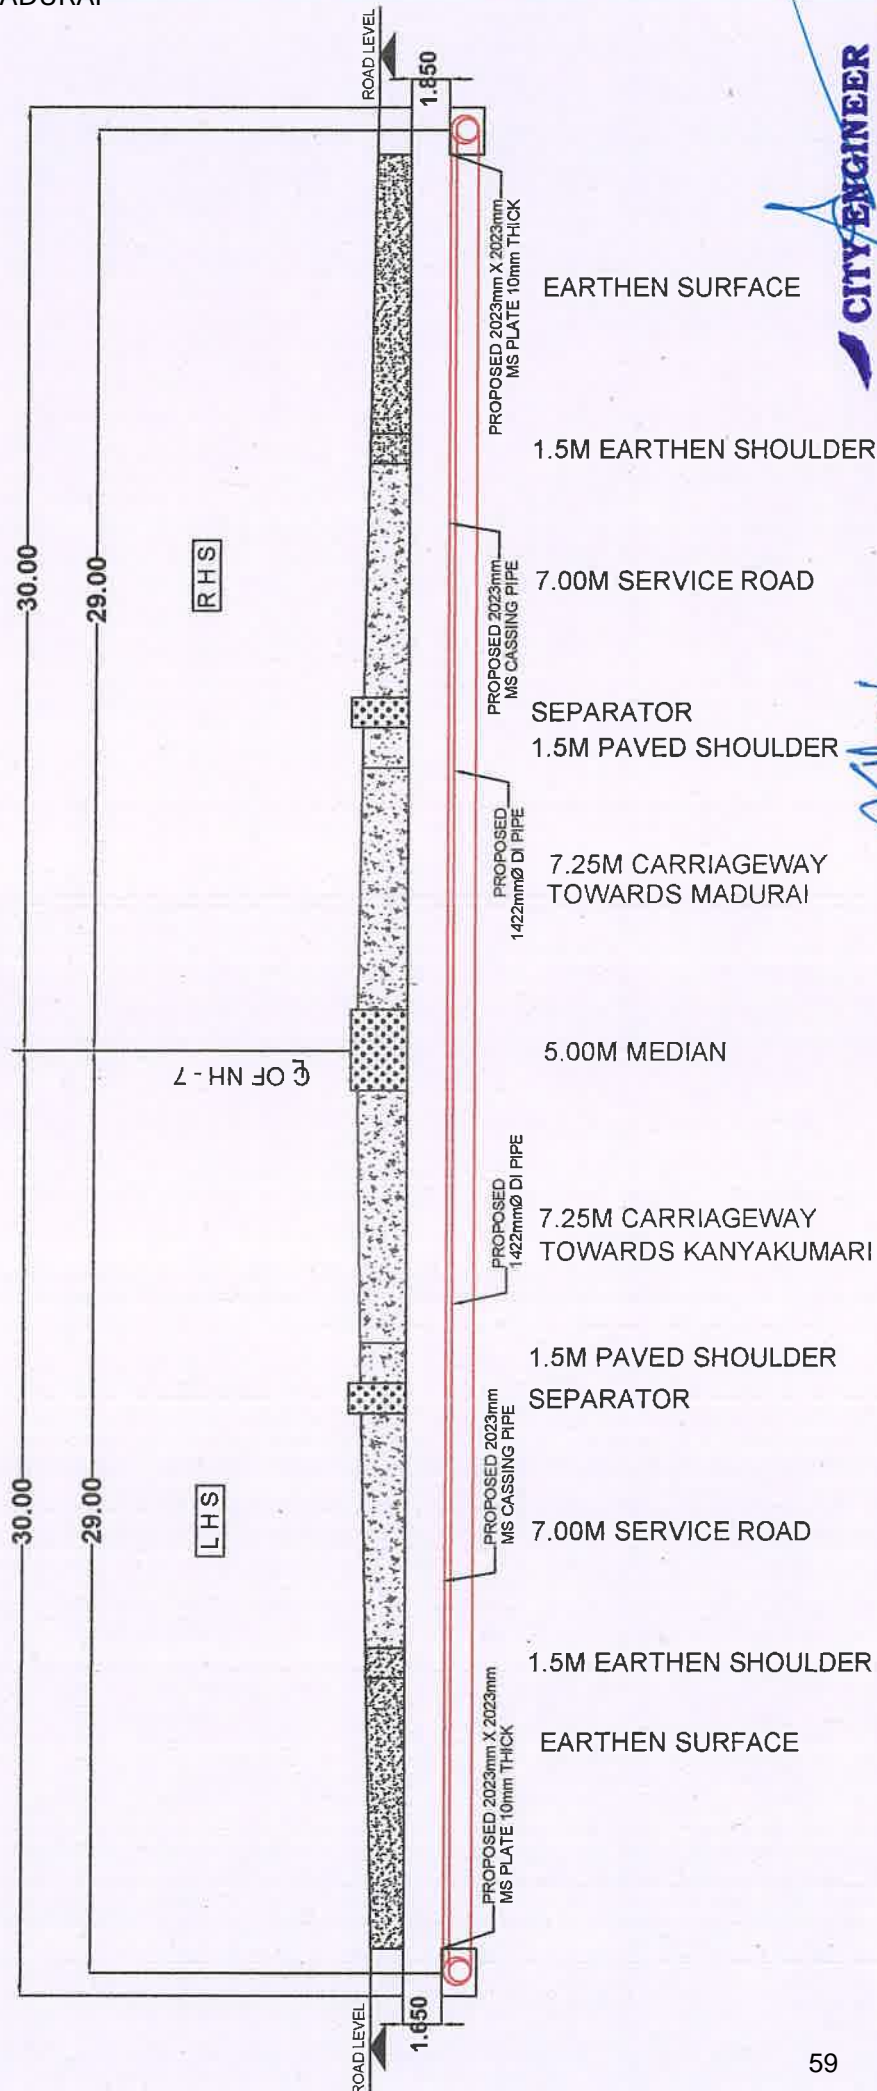 ROAD LEVEL
1.850
30.00
29.00
RHS
PROPOSED 2023mm X 2023mm
MS PLATE 10mm THICK
EARTHEN SURFACE
CITY ENGINEER
1.5M EARTHEN SHOULDER
PROPOSED 2023mm
MS CASSING PIPE
7.00M SERVICE ROAD
SEPARATOR
1.5M PAVED SHOULDER
PROPOSED
1422mmØ DI PIPE
7.25M CARRIAGEWAY
TOWARDS MADURAI
℄ OF NH - 7
5.00M MEDIAN
PROPOSED
1422mmØ DI PIPE
7.25M CARRIAGEWAY
TOWARDS KANYAKUMARI
1.5M PAVED SHOULDER
SEPARATOR
30.00
29.00
LHS
PROPOSED 2023mm
MS CASSING PIPE
7.00M SERVICE ROAD
1.5M EARTHEN SHOULDER
PROPOSED 2023mm X 2023mm
MS PLATE 10mm THICK
EARTHEN SURFACE
ROAD LEVEL
1.650
59